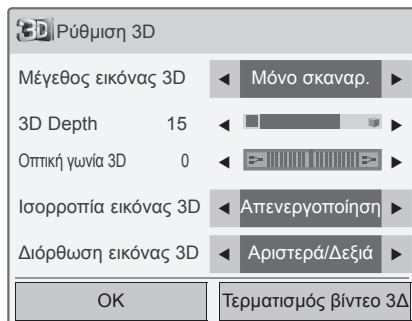 3D Ρύθμιση 3D
Μέγεθος εικόνας 3D ◄ Μόνο σκαναρ. ►
3D Depth 15 ◄ ►
Οπτική γωνία 3D 0 ◄ ►
Ισορροπία εικόνας 3D ◄ Απενεργοποίηση ►
Διόρθωση εικόνας 3D ◄ Αριστερά/Δεξιά ►
OK Τερματισμός βίντεο 3Δ